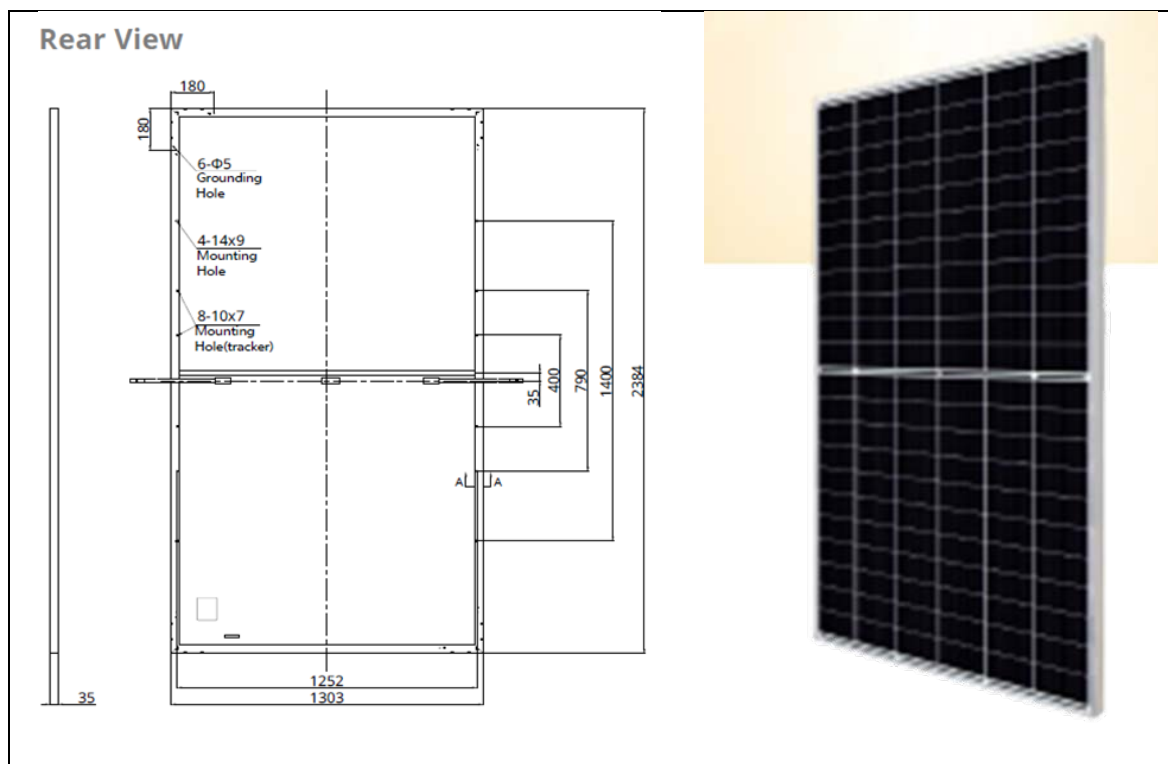 Rear View
180
180
6-Φ5
Grounding
Hole
4-14x9
Mounting
Hole
8-10x7
Mounting
Hole(tracker)
35
400
790
1400
2384
A
A
1252
1303
35